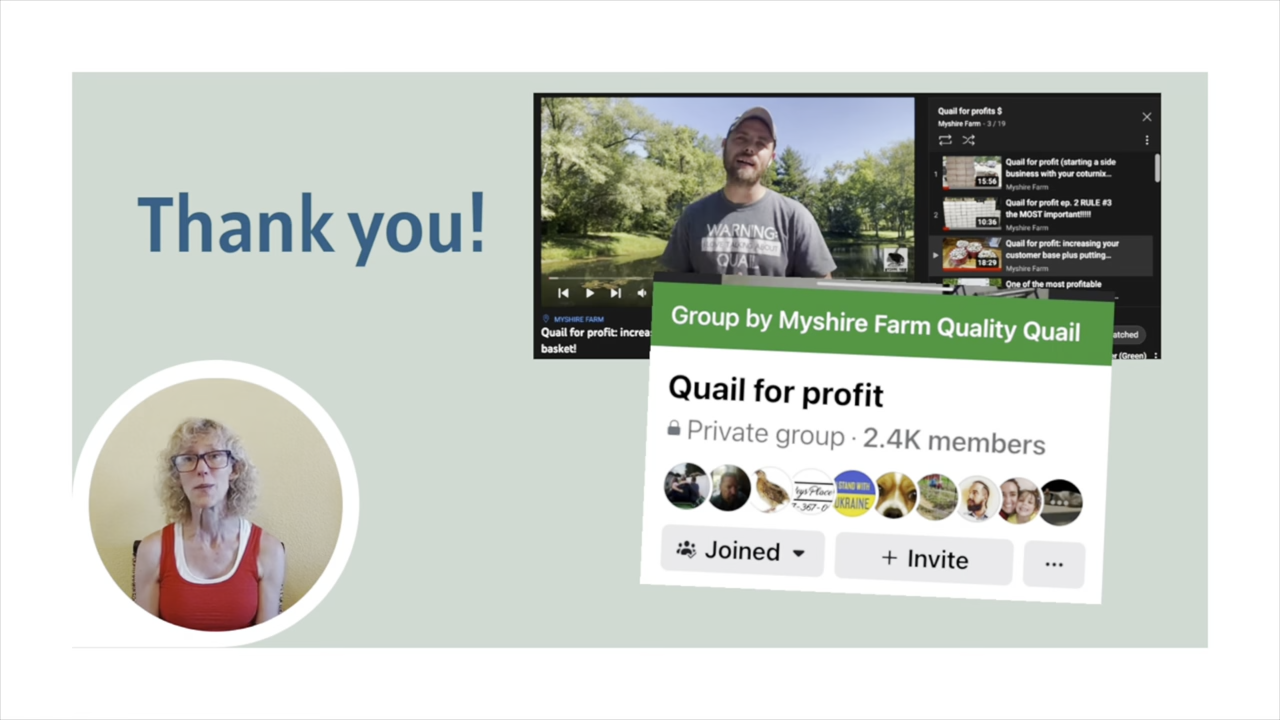 Thank you!
WARNING:
QUAIL
Quail for profits $
Myshire Farm - 3 / 19
1
Quail for profit (starting a side
business with your coturnix...
Myshire Farm
15:56
2
Quail for profit ep. 2 RULE #3
the MOST important!!!!!
Myshire Farm
10:36
Quail for profit: increasing your
customer base plus putting...
Myshire Farm
18:29
One of the most profitable
MYSHIRE FARM
Quail for profit: increa
basket!
atched
r (Green)
Group by Myshire Farm Quality Quail
Quail for profit
Private group · 2.4K members
STAND WITH
UKRAINE
Joined
+ Invite
...